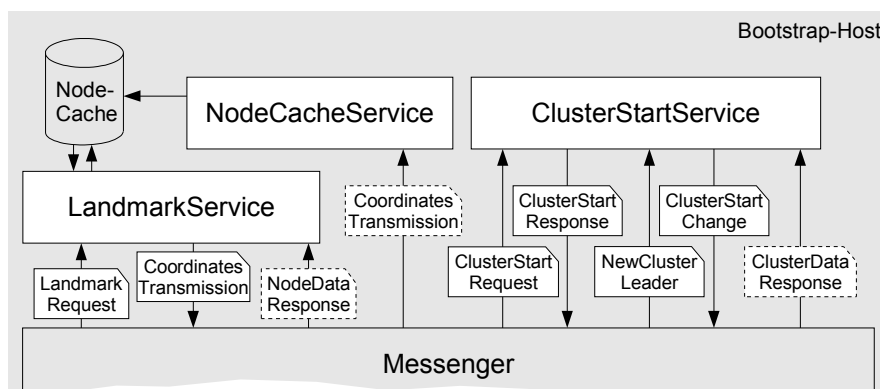 Bootstrap-Host
Node-
Cache
NodeCacheService
ClusterStartService
LandmarkService
Coordinates
Transmission
ClusterStart
Response
ClusterStart
Change
Landmark
Request
Coordinates
Transmission
NodeData
Response
ClusterStart
Request
NewCluster
Leader
ClusterData
Response
Messenger